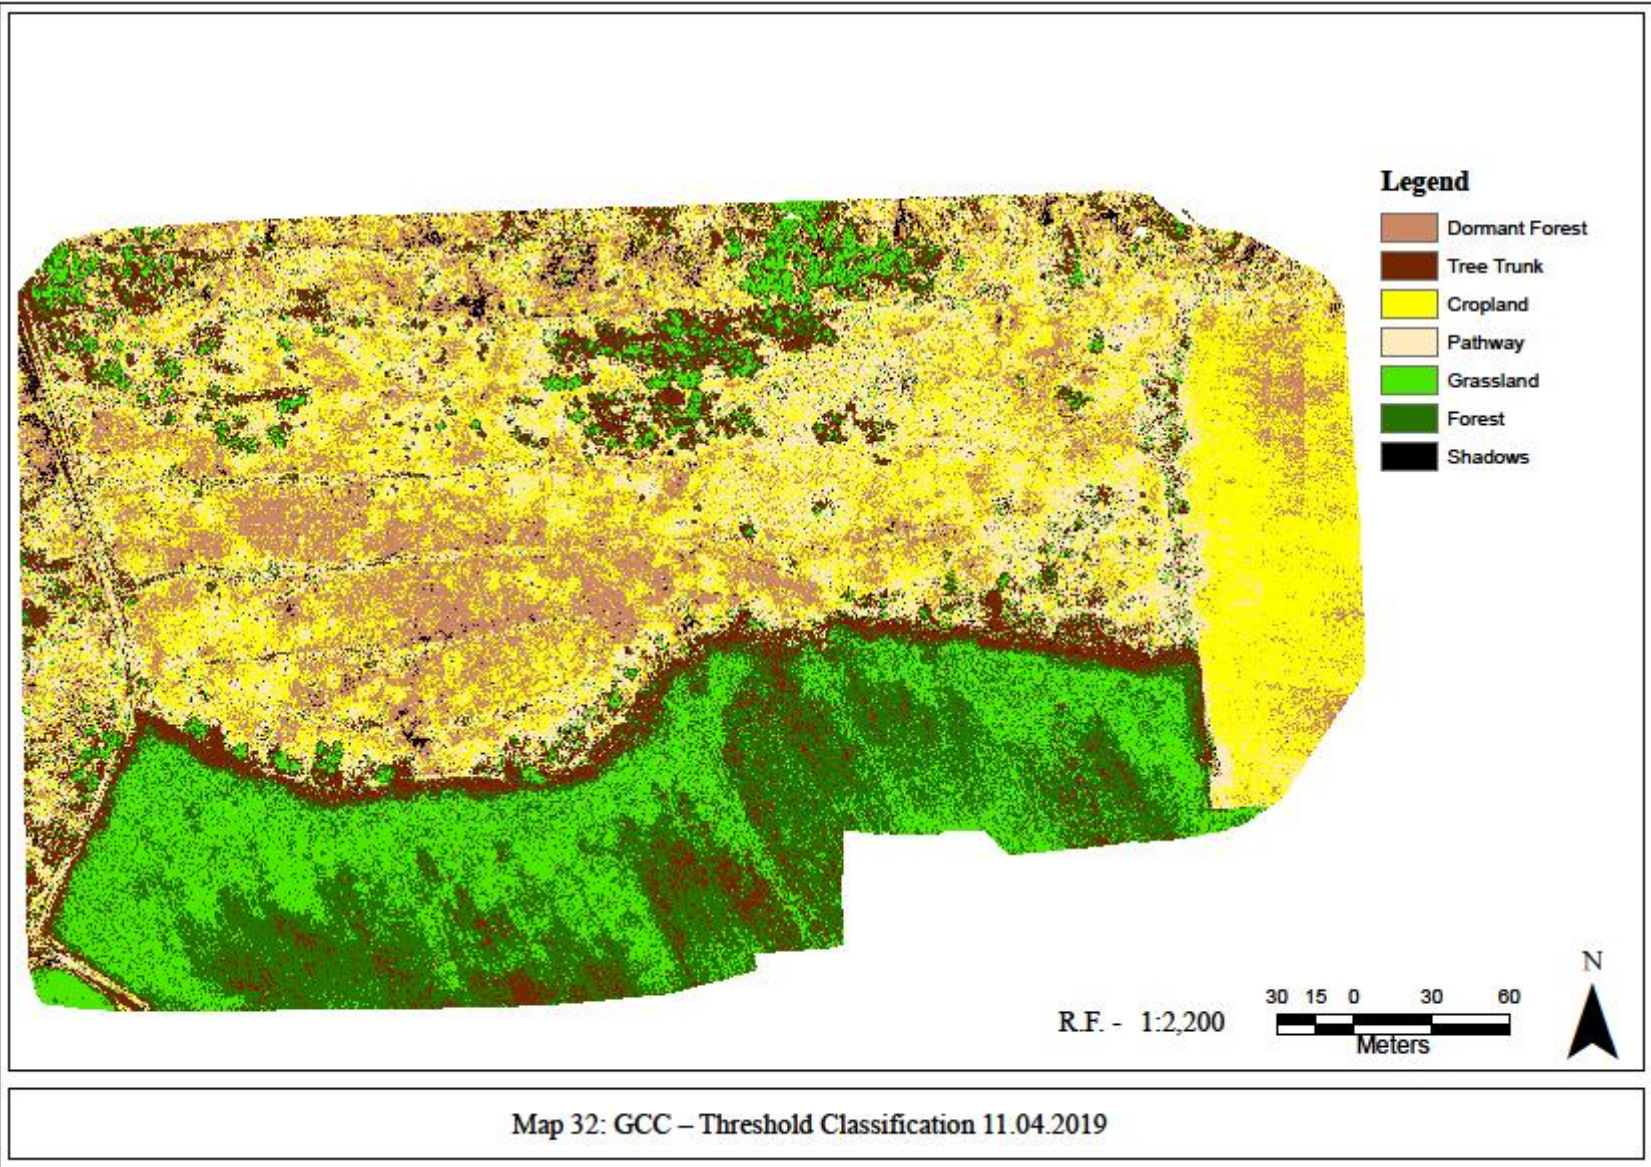 Legend
Dormant Forest
Tree Trunk
Cropland
Pathway
Grassland
Forest
Shadows
N
30 15 0 30 60
R.F. - 1:2,200
Meters
Map 32: GCC – Threshold Classification 11.04.2019